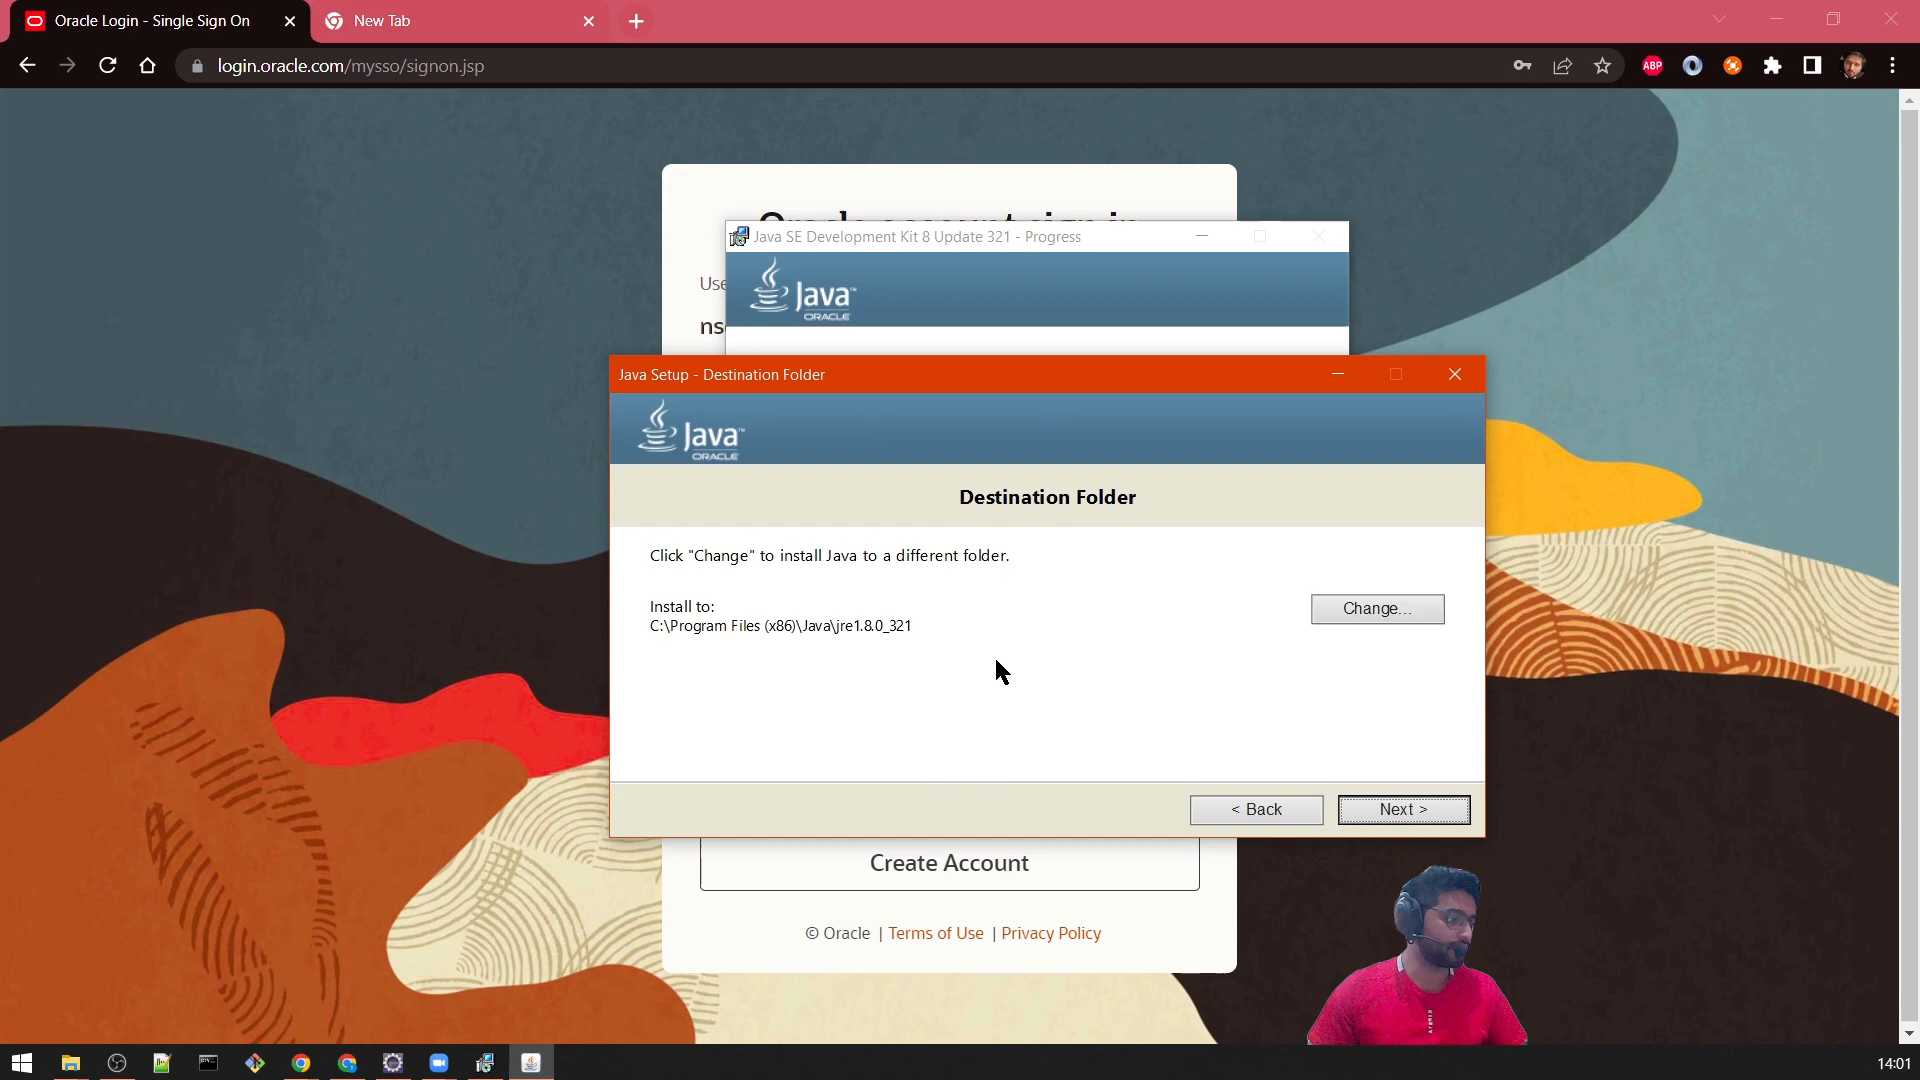 Oracle Login - Single Sign On
New Tab
login.oracle.com/mysso/signon.jsp
ABP
Java SE Development Kit 8 Update 321 - Progress
Java™
ORACLE
Java Setup - Destination Folder
Java™
ORACLE
Destination Folder
Click "Change" to install Java to a different folder.
Install to:
C:\Program Files (x86)\Java\jre1.8.0_321
Change...
< Back
Next >
Create Account
© Oracle | Terms of Use | Privacy Policy
14:01